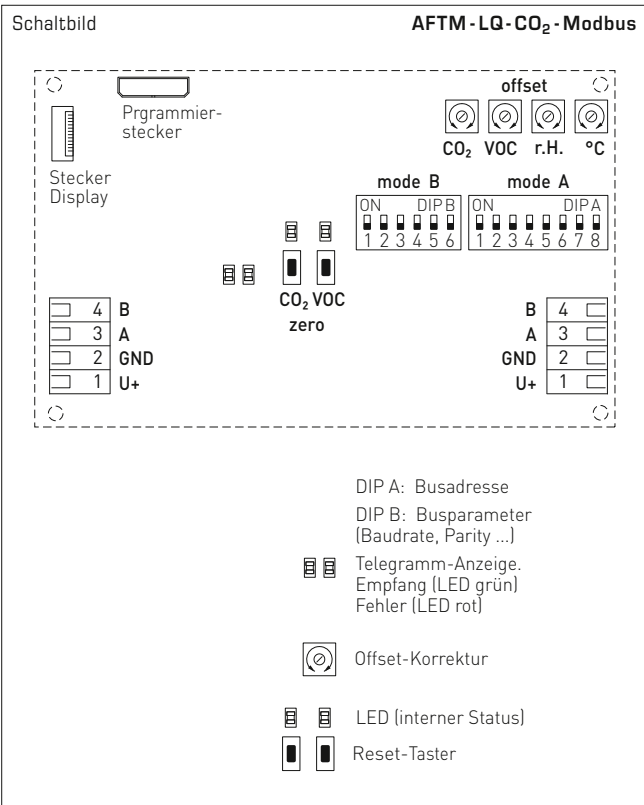 Schaltbild AFTM-LQ-CO₂-Modbus
offset
Prgrammier-
stecker
CO₂ VOC r.H. °C
Stecker
Display
mode B mode A
ON DIP B ON DIP A
1 2 3 4 5 6 1 2 3 4 5 6 7 8
CO₂ VOC
zero
4 B B 4
3 A A 3
2 GND GND 2
1 U+ U+ 1
DIP A: Busadresse
DIP B: Busparameter
(Baudrate, Parity ...)
Telegramm-Anzeige.
Empfang (LED grün)
Fehler (LED rot)
Offset-Korrektur
LED (interner Status)
Reset-Taster